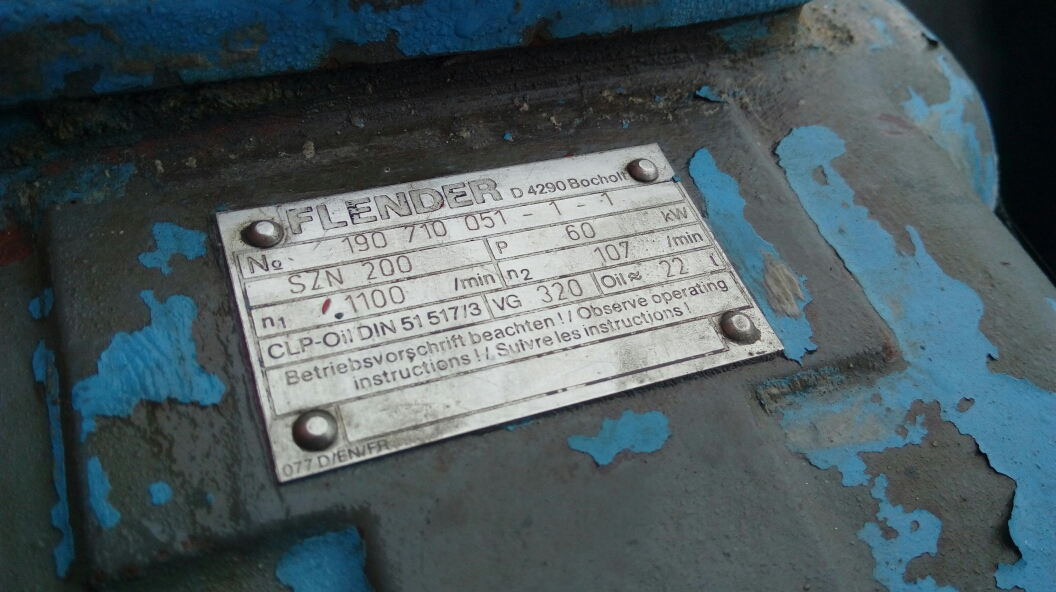 FLENDER D 4290 Bocholt
No 190 710 051 - 1 - 1
SZN 200 P 60 kW
n1 1100 /min n2 107 /min
CLP-Oil DIN 51 517/3 VG 320 Oil ≈ 22 l
Betriebsvorschrift beachten! / Observe operating
instructions! / Suivre les instructions!
077 D/EN/FR